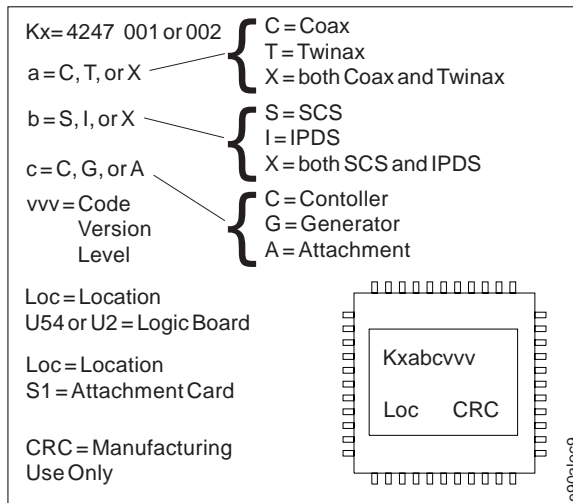 Kx=4247 001 or 002
a=C, T, or X
C=Coax
T=Twinax
X=both Coax and Twinax
b=S, I, or X
S=SCS
I=IPDS
X=both SCS and IPDS
c=C, G, or A
C=Contoller
G=Generator
A=Attachment
vvv=Code
Version
Level
Loc=Location
U54 or U2=Logic Board
Loc=Location
S1=Attachment Card
CRC=Manufacturing
Use Only
Kxabcvvv
Loc CRC